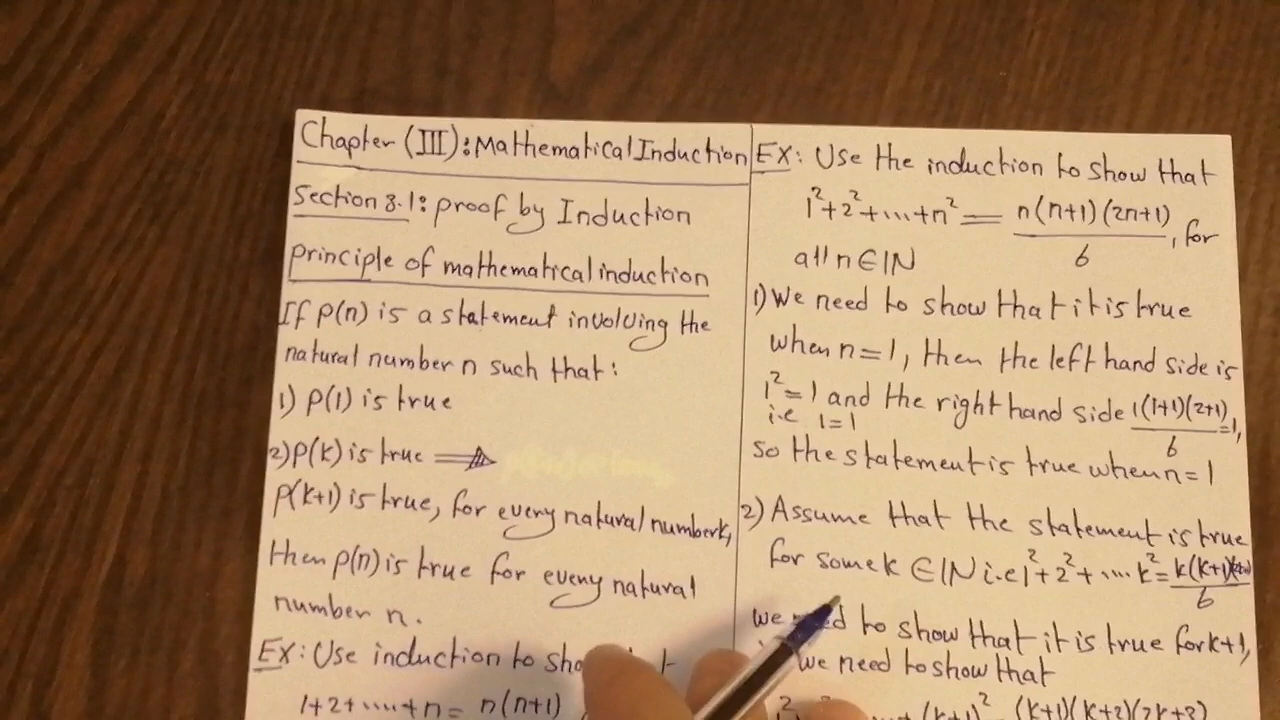 Chapter (III): Mathematical Induction
Section 3.1: proof by Induction
principle of mathematical induction
If P(n) is a statement involving the
natural number n such that:
1) P(1) is true
2) P(k) is true ⟹
P(k+1) is true, for every natural number k,
then p(n) is true for every natural
number n.
EX: Use induction to show that
1+2+....+n = n(n+1)
EX: Use the induction to show that
1²+2²+...+n² = n(n+1)(2n+1)/6, for
all n∈ℕ
1) We need to show that it is true
when n=1, then the left hand side is
1²=1 and the right hand side 1(1+1)(2+1)/6=1,
i.e 1=1
so the statement is true when n=1
2) Assume that the statement is true
for some k ∈ℕ i.e 1²+2²+....k²= k(k+1)/6
we need to show that it is true for k+1,
we need to show that
(k+1)² (k+1)(k+2)(2k+3)